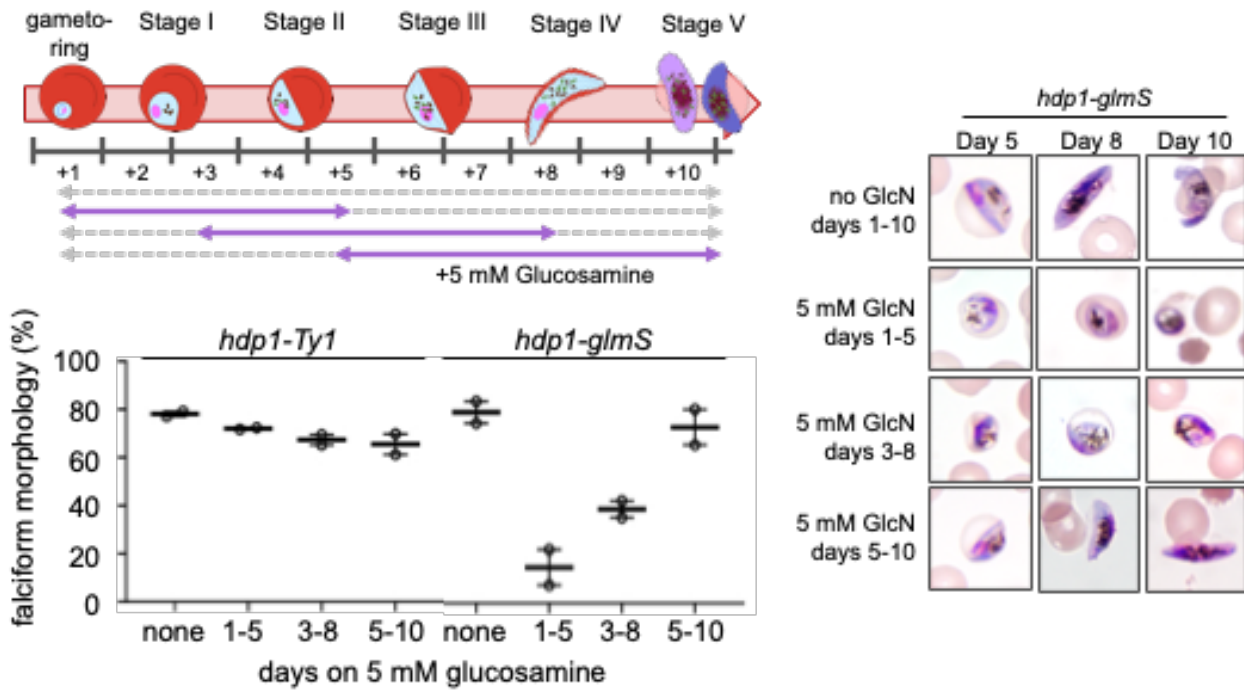 gameto-
ring
Stage I
Stage II
Stage III
Stage IV
Stage V
+1
+2
+3
+4
+5
+6
+7
+8
+9
+10
+5 mM Glucosamine
falciform morphology (%)
hdp1-Ty1
hdp1-glmS
100
80
60
40
20
0
none
1-5
3-8
5-10
none
1-5
3-8
5-10
days on 5 mM glucosamine
hdp1-glmS
Day 5
Day 8
Day 10
no GlcN
days 1-10
5 mM GlcN
days 1-5
5 mM GlcN
days 3-8
5 mM GlcN
days 5-10